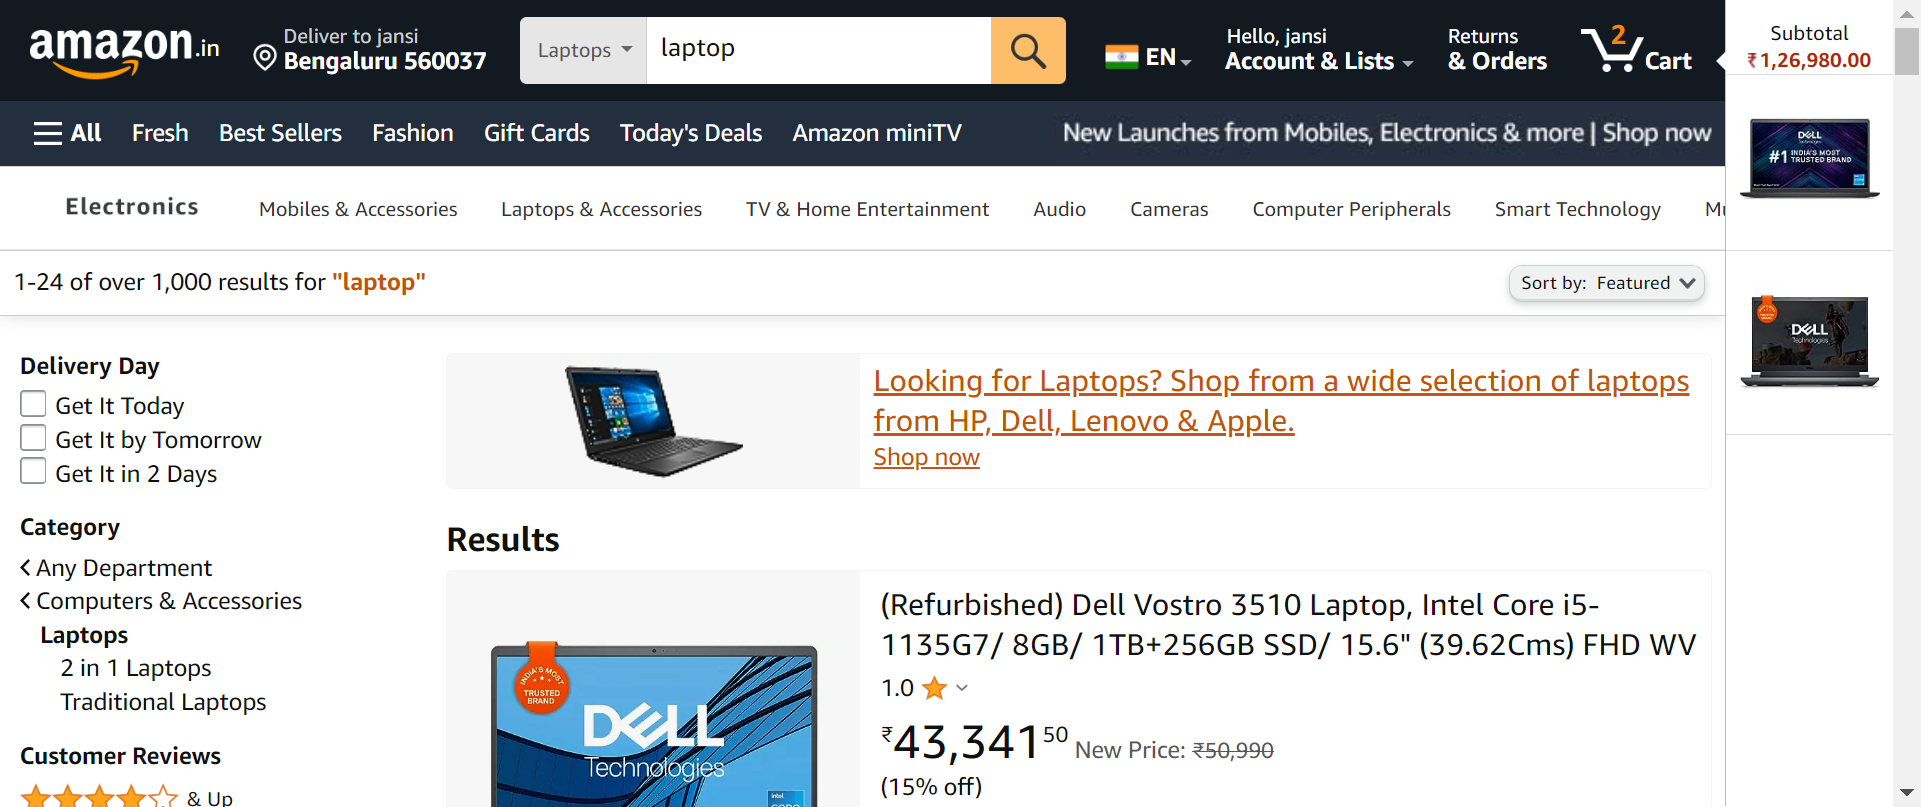 amazon.in
Deliver to jansi
Bengaluru 560037
Laptops
laptop
EN
Hello, jansi
Account & Lists
Returns
& Orders
2
Cart
Subtotal
₹1,26,980.00
All
Fresh
Best Sellers
Fashion
Gift Cards
Today's Deals
Amazon miniTV
New Launches from Mobiles, Electronics & more | Shop now
DELL
Technologies
#1 INDIA'S MOST
TRUSTED BRAND
Electronics
Mobiles & Accessories
Laptops & Accessories
TV & Home Entertainment
Audio
Cameras
Computer Peripherals
Smart Technology
1-24 of over 1,000 results for "laptop"
Sort by: Featured
DELL
Technologies
Delivery Day
Get It Today
Get It by Tomorrow
Get It in 2 Days
Category
Any Department
Computers & Accessories
Laptops
2 in 1 Laptops
Traditional Laptops
Customer Reviews
& Up
Looking for Laptops? Shop from a wide selection of laptops
from HP, Dell, Lenovo & Apple.
Shop now
Results
INDIA'S MOST
TRUSTED
BRAND
DELL
Technologies
intel
CORE
(Refurbished) Dell Vostro 3510 Laptop, Intel Core i5-
1135G7/ 8GB/ 1TB+256GB SSD/ 15.6" (39.62Cms) FHD WV
1.0
₹43,34150 New Price: ₹50,990
(15% off)